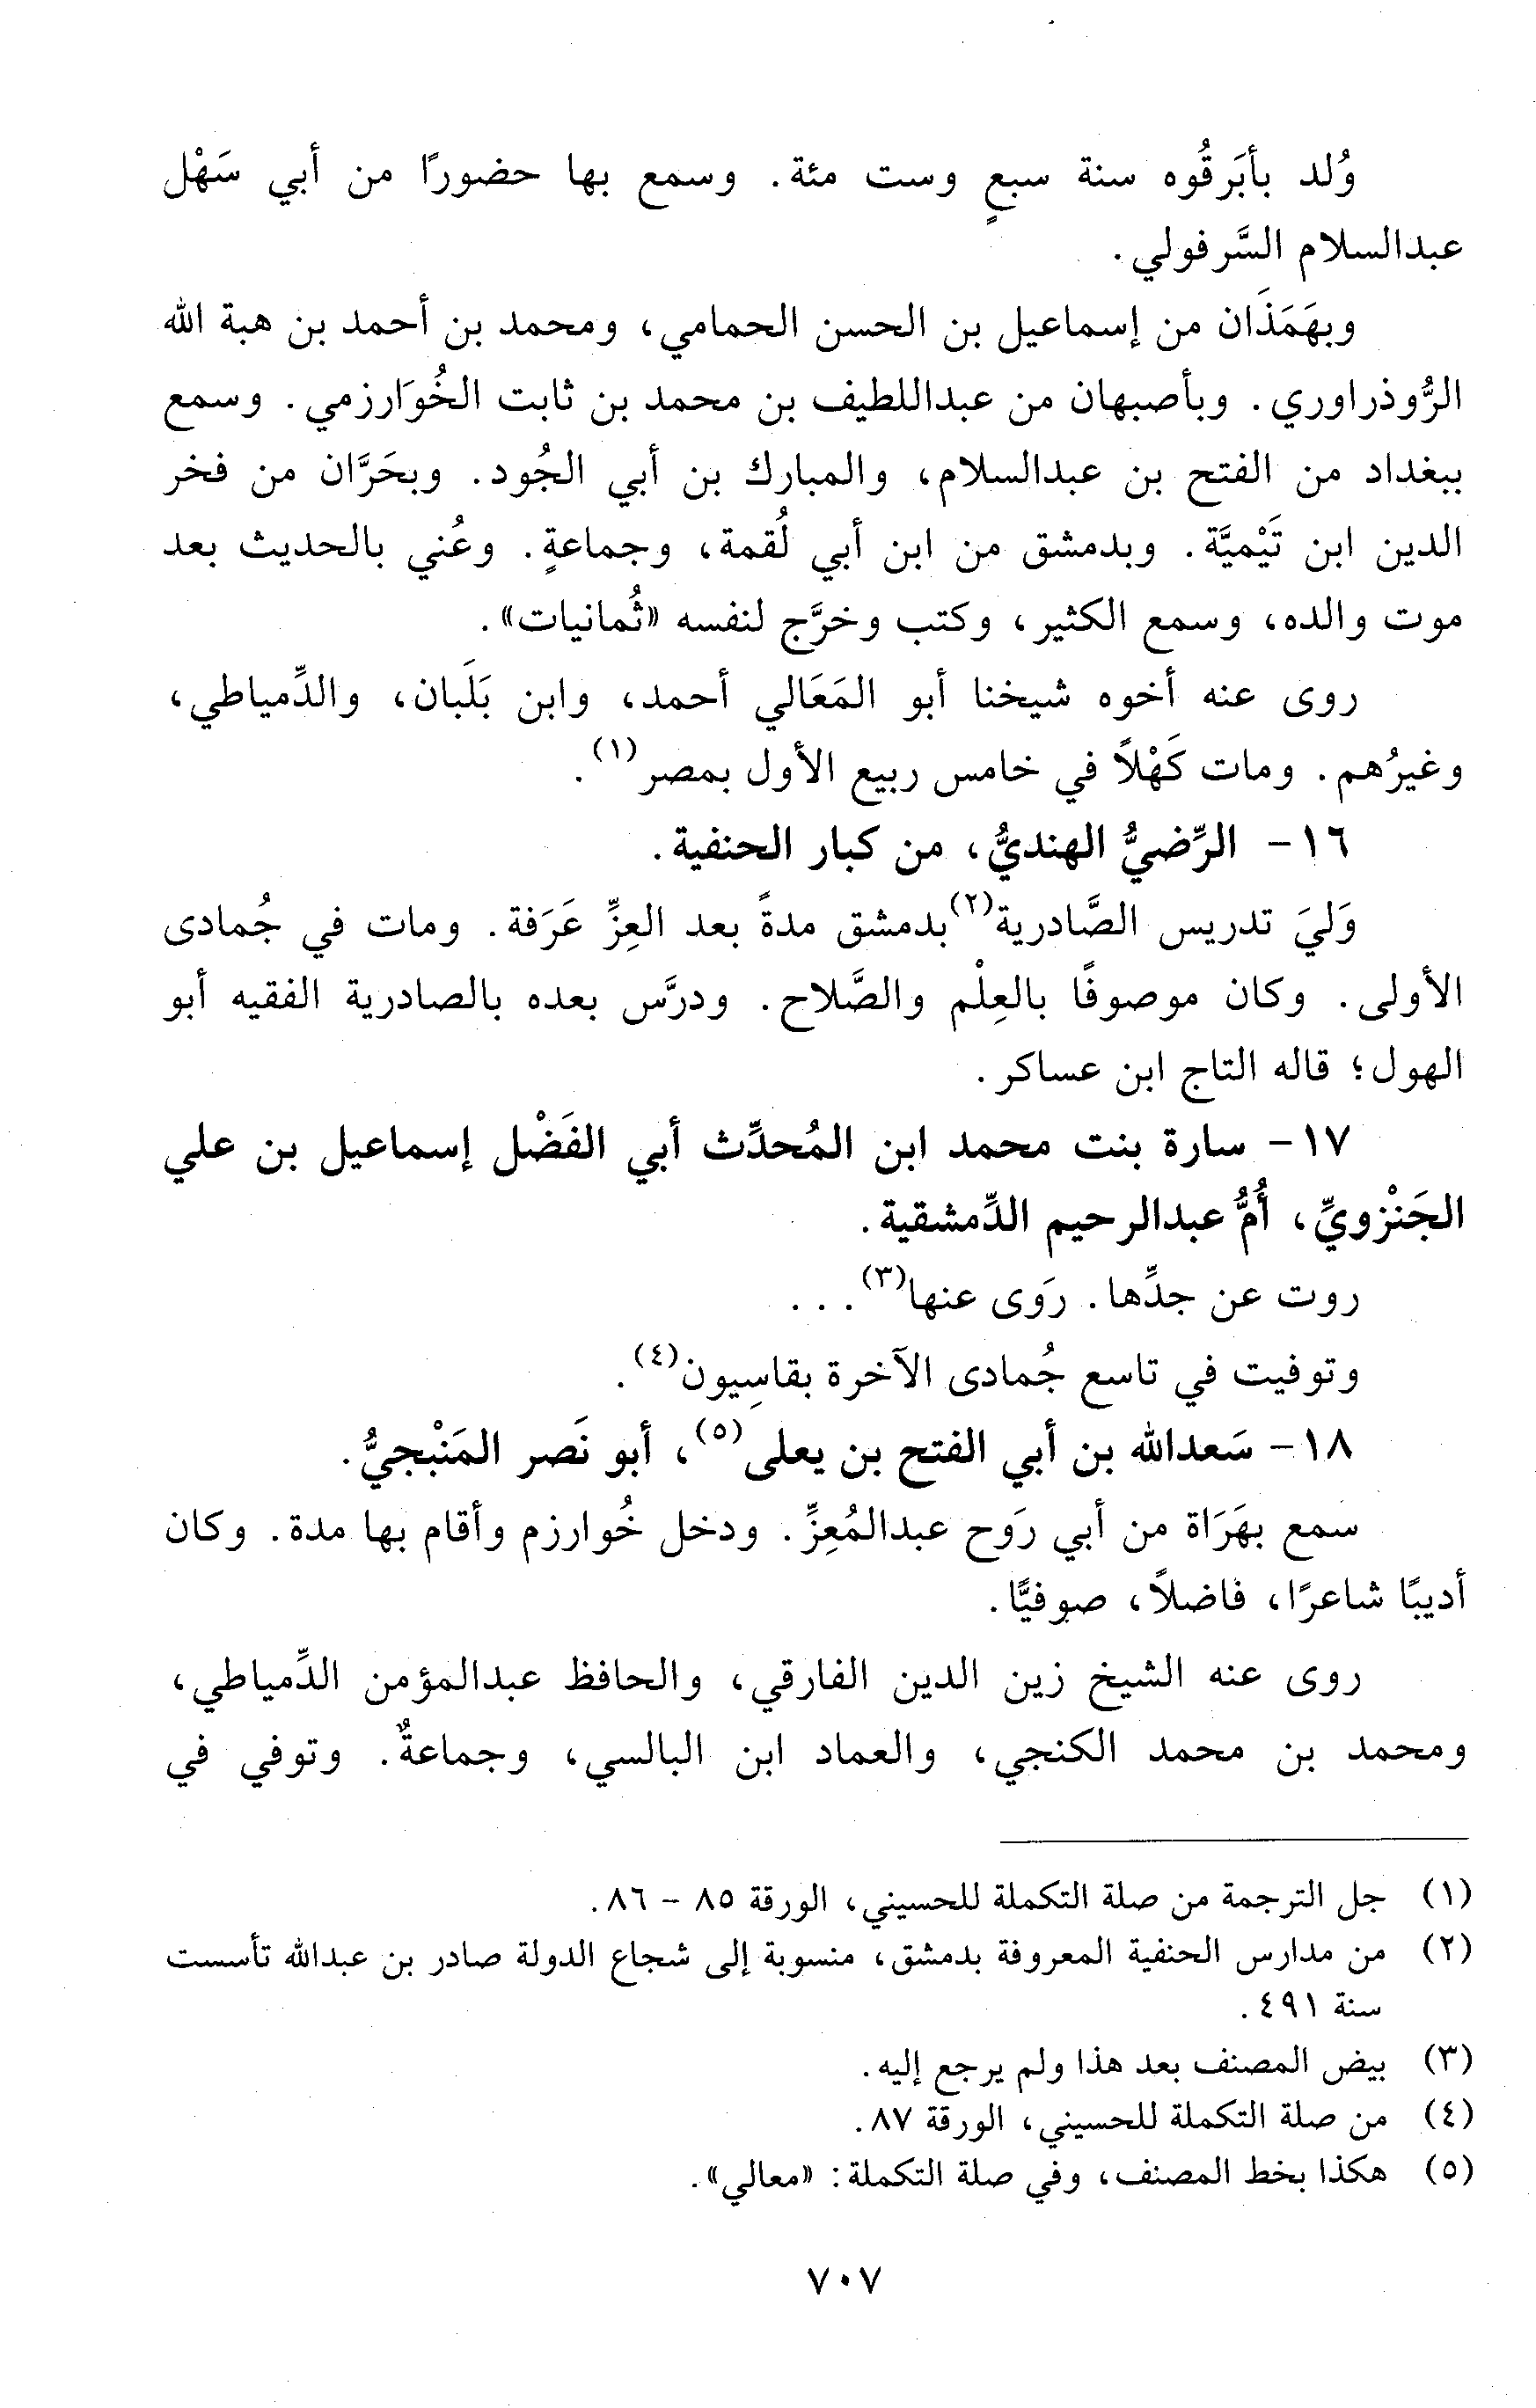 وُلد بأبَرقُوه سنة سبعٍ وست مئة. وسمع بها حضورًا من أبي سَهْل
عبدالسلام السَّرفولي.
وبهَمَذَان من إسماعيل بن الحسن الحمامي، ومحمد بن أحمد بن هبة الله
الرُّوذراوري. وبأصبهان من عبداللطيف بن محمد بن ثابت الخُوَارزمي. وسمع
ببغداد من الفتح بن عبدالسلام، والمبارك بن أبي الجُود. وبحَرَّان من فخر
الدين ابن تَيْميَّة. وبدمشق من ابن أبي لُقمة، وجماعةٍ. وعُني بالحديث بعد
موت والده، وسمع الكثير، وكتب وخرَّج لنفسه «ثُمانيات».
روى عنه أخوه شيخنا أبو المَعَالي أحمد، وابن بَلَبان، والدِّمياطي،
وغيرُهم. ومات كَهْلاً في خامس ربيع الأول بمصر(١).
١٦- الرِّضيُّ الهنديُّ، من كبار الحنفية.
وَليَ تدريس الصَّادرية(٢) بدمشق مدةً بعد العِزِّ عَرَفة. ومات في جُمادى
الأولى. وكان موصوفًا بالعِلْم والصَّلاح. ودرَّس بعده بالصادرية الفقيه أبو
الهول؛ قاله التاج ابن عساكر.
١٧- سارة بنت محمد ابن المُحدِّث أبي الفَضْل إسماعيل بن علي
الجَنْزويِّ، أُمُّ عبدالرحيم الدِّمشقية.
روت عن جدِّها. رَوى عنها(٣). . .
وتوفيت في تاسع جُمادى الآخرة بقاسِيون(٤).
١٨- سَعدالله بن أبي الفتح بن يعلى(٥)، أبو نَصر المَنْبجيُّ.
سمع بهَرَاة من أبي رَوح عبدالمُعِزِّ. ودخل خُوارزم وأقام بها مدة. وكان
أديبًا شاعرًا، فاضلاً، صوفيًّا.
روى عنه الشيخ زين الدين الفارقي، والحافظ عبدالمؤمن الدِّمياطي،
ومحمد بن محمد الكنجي، والعماد ابن البالسي، وجماعةٌ. وتوفي في
(١) جل الترجمة من صلة التكملة للحسيني، الورقة ٨٥ - ٨٦.
(٢) من مدارس الحنفية المعروفة بدمشق، منسوبة إلى شجاع الدولة صادر بن عبدالله تأسست
سنة ٤٩١.
(٣) بيض المصنف بعد هذا ولم يرجع إليه.
(٤) من صلة التكملة للحسيني، الورقة ٨٧.
(٥) هكذا بخط المصنف، وفي صلة التكملة: «معالي».
٧٠٧